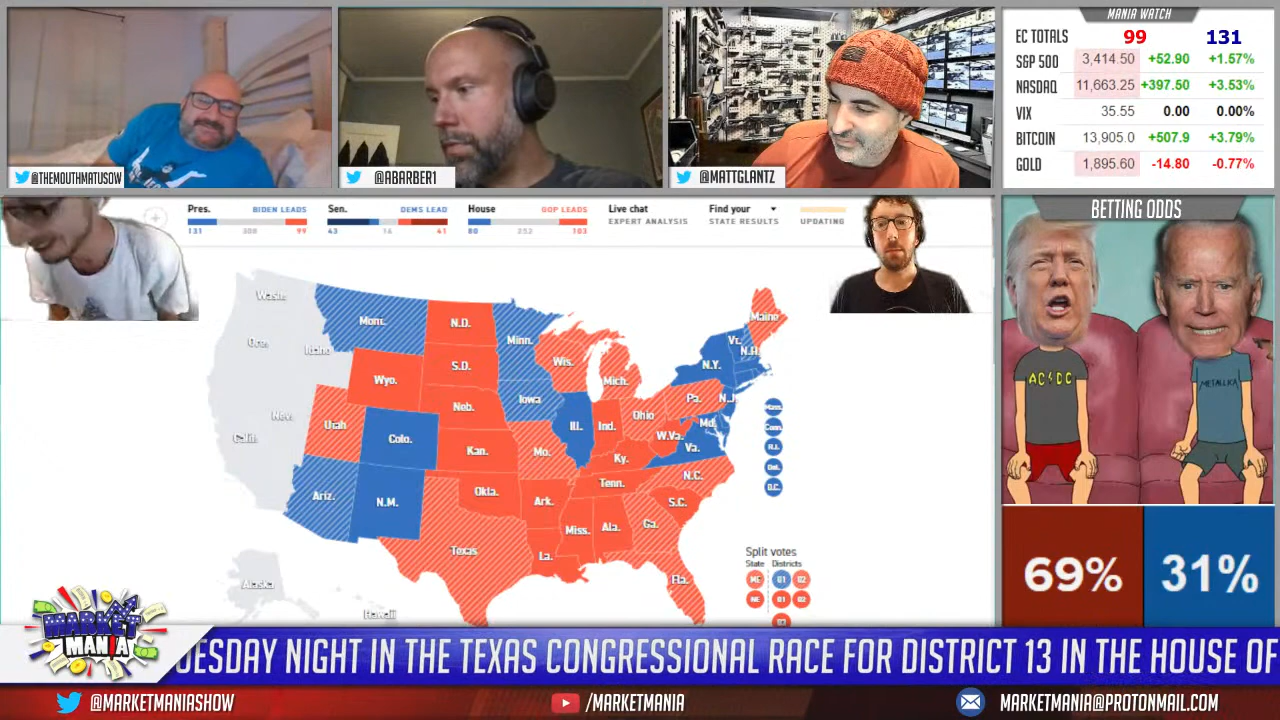 @THEMOUTHMATUSOW
@ABARBER1
@MATTGLANTZ
MANIA WATCH
EC TOTALS 99 131
S&P 500 3,414.50 +52.90 +1.57%
NASDAQ 11,663.25 +397.50 +3.53%
VIX 35.55 0.00 0.00%
BITCOIN 13,905.0 +507.9 +3.79%
GOLD 1,895.60 -14.80 -0.77%
Pres. BIDEN LEADS
131 308 99
Sen. DEMS LEAD
43 16 41
House GOP LEADS
80 252 103
Live chat
EXPERT ANALYSIS
Find your
STATE RESULTS
UPDATING
BETTING ODDS
AC DC
METALLICA
Wash.
Mont.
N.D.
Minn.
Maine
Ore.
Idaho
Wyo.
S.D.
Wis.
Mich.
Vt.
N.H.
N.Y.
Nev.
Utah
Colo.
Neb.
Iowa
Ill.
Ind.
Ohio
Pa.
N.J.
Mass.
Conn.
R.I.
Del.
D.C.
Calif.
Kan.
Mo.
Ky.
W.Va.
Va.
Md.
Ariz.
N.M.
Okla.
Ark.
Tenn.
N.C.
S.C.
Texas
La.
Miss.
Ala.
Ga.
Fla.
Alaska
Hawaii
Split votes
State Districts
ME 01 02
NE 01 02
69% 31%
MARKET
MANIA
UESDAY NIGHT IN THE TEXAS CONGRESSIONAL RACE FOR DISTRICT 13 IN THE HOUSE OF
@MARKETMANIASHOW
/MARKETMANIA
MARKETMANIA@PROTONMAIL.COM